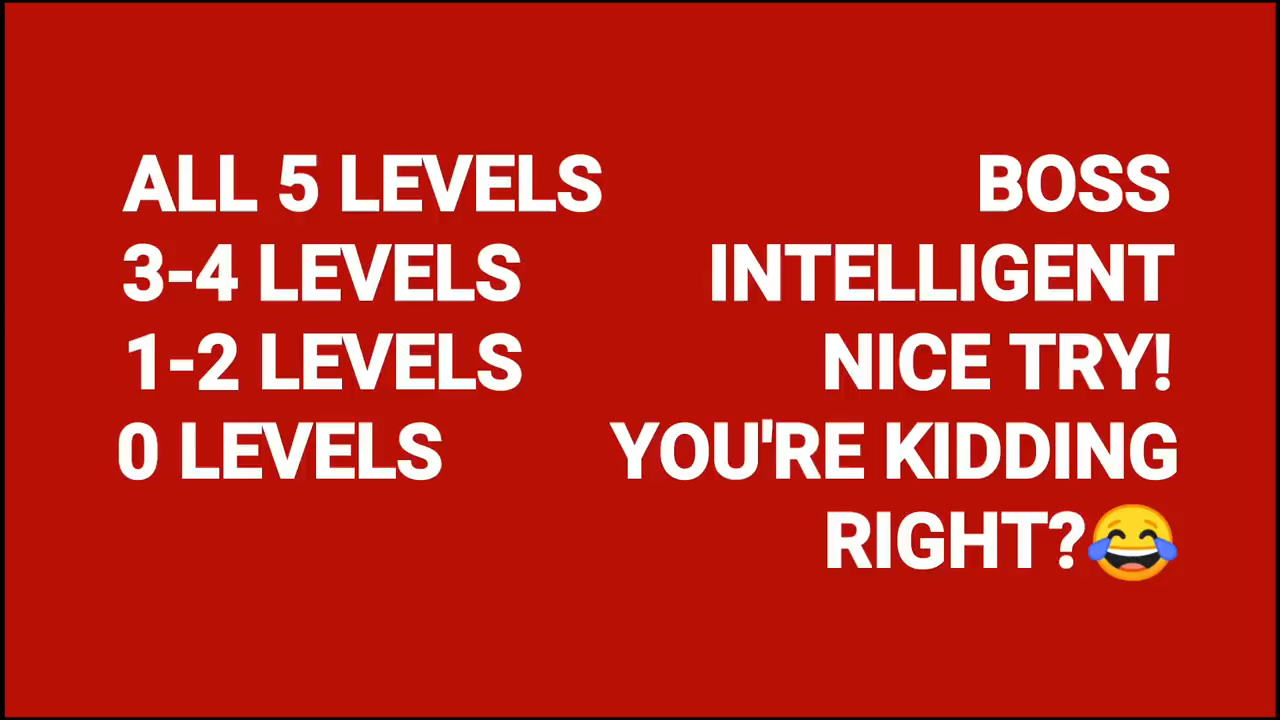 ALL 5 LEVELS BOSS
3-4 LEVELS INTELLIGENT
1-2 LEVELS NICE TRY!
0 LEVELS YOU'RE KIDDING
RIGHT?😂